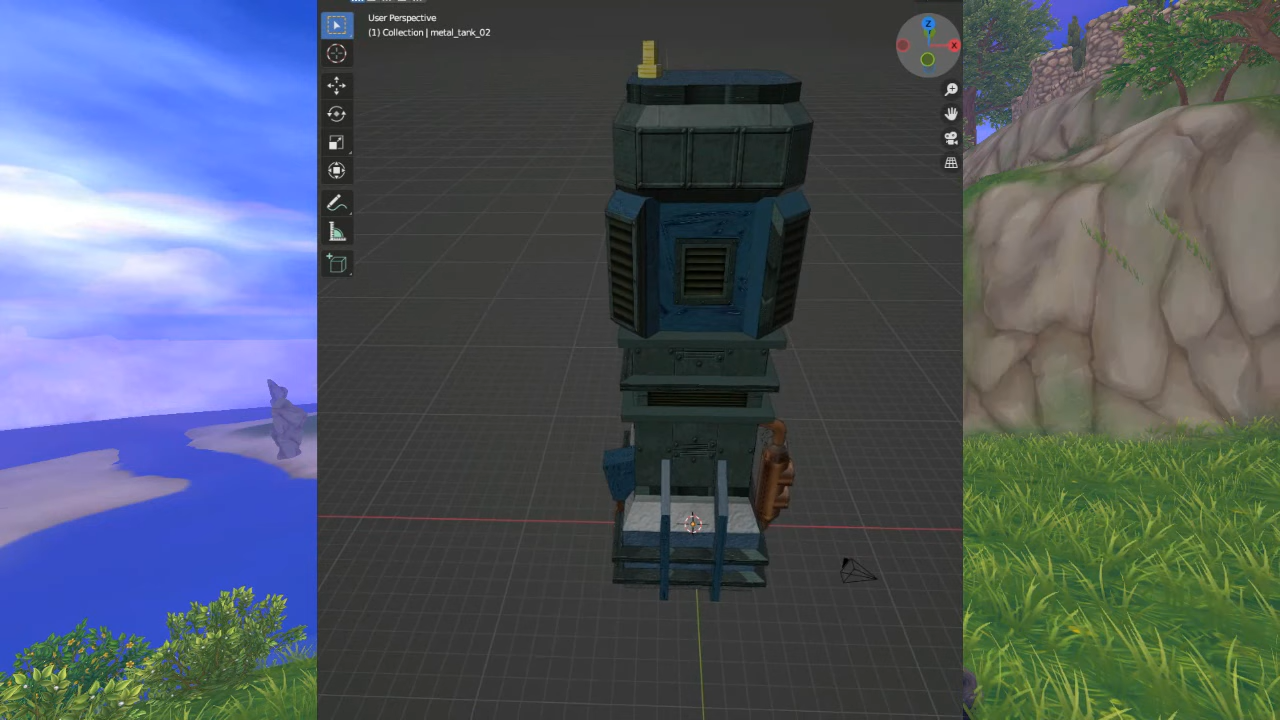 User Perspective
(1) Collection | metal_tank_02
Z
Y
X